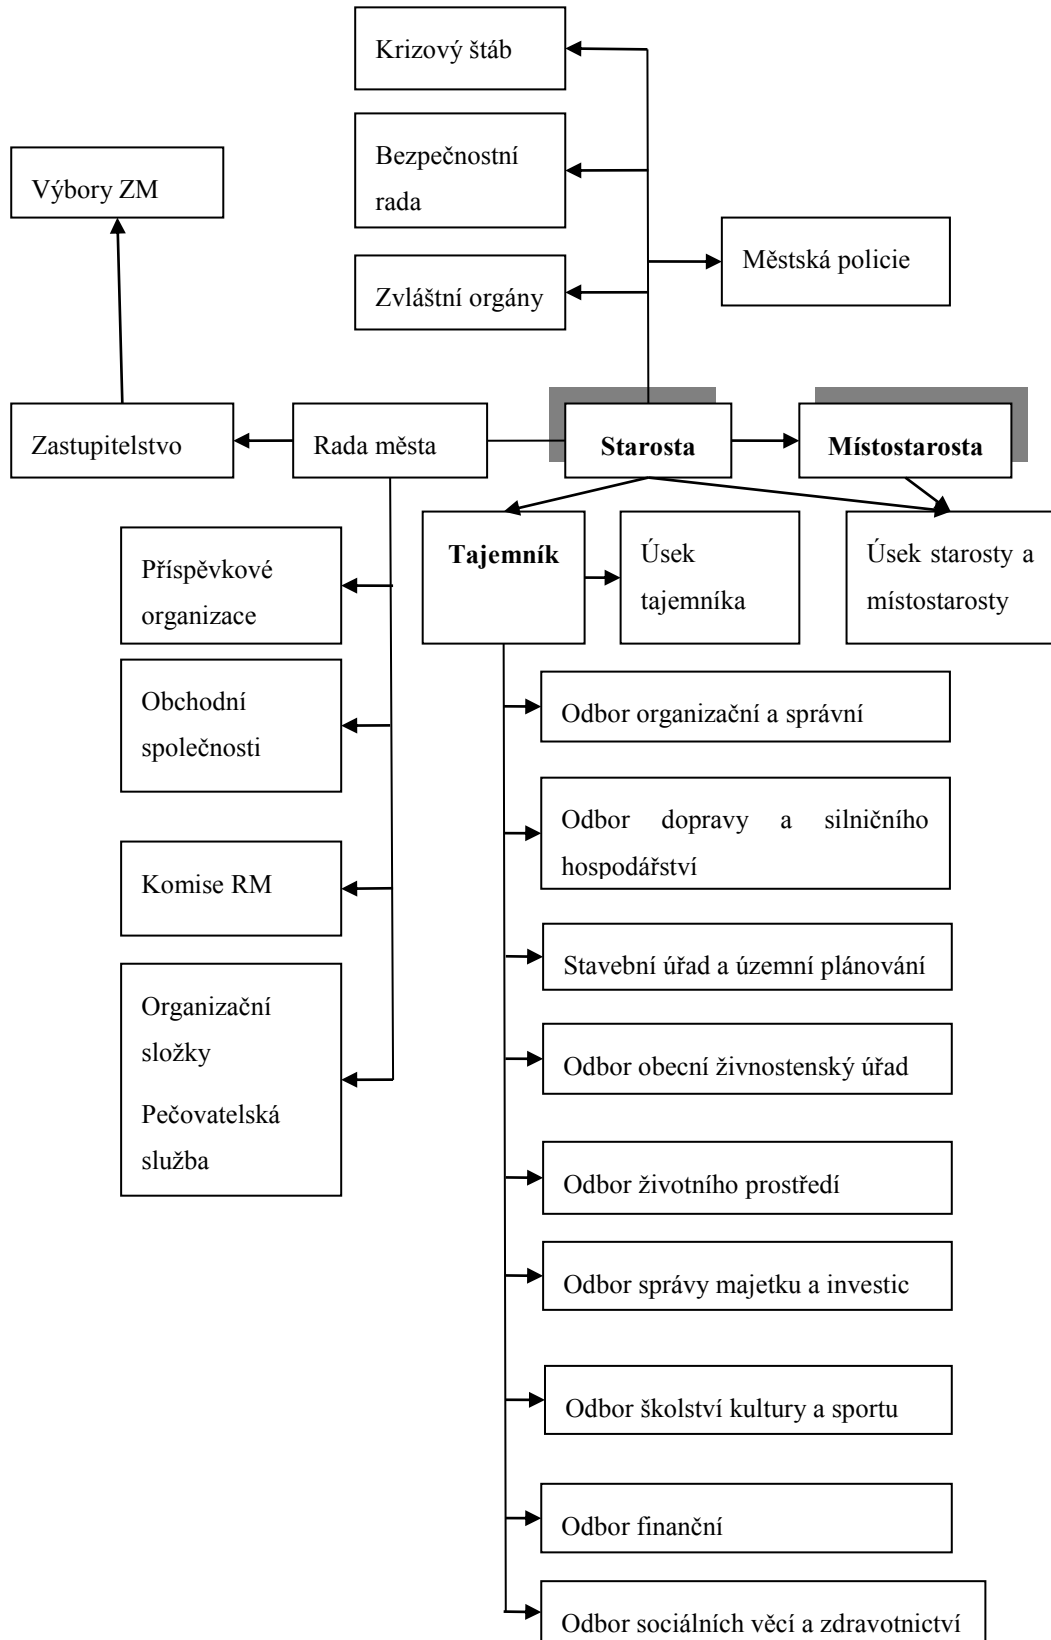 Krizový štáb
Bezpečnostní
rada
Výbory ZM
Městská policie
Zvláštní orgány
Zastupitelstvo
Rada města
Starosta
Místostarosta
Tajemník
Úsek
tajemníka
Úsek starosty a
místostarosty
Příspěvkové
organizace
Obchodní
společnosti
Komise RM
Organizační
složky
Pečovatelská
služba
Odbor organizační a správní
Odbor dopravy a silničního
hospodářství
Stavební úřad a územní plánování
Odbor obecní živnostenský úřad
Odbor životního prostředí
Odbor správy majetku a investic
Odbor školství kultury a sportu
Odbor finanční
Odbor sociálních věcí a zdravotnictví